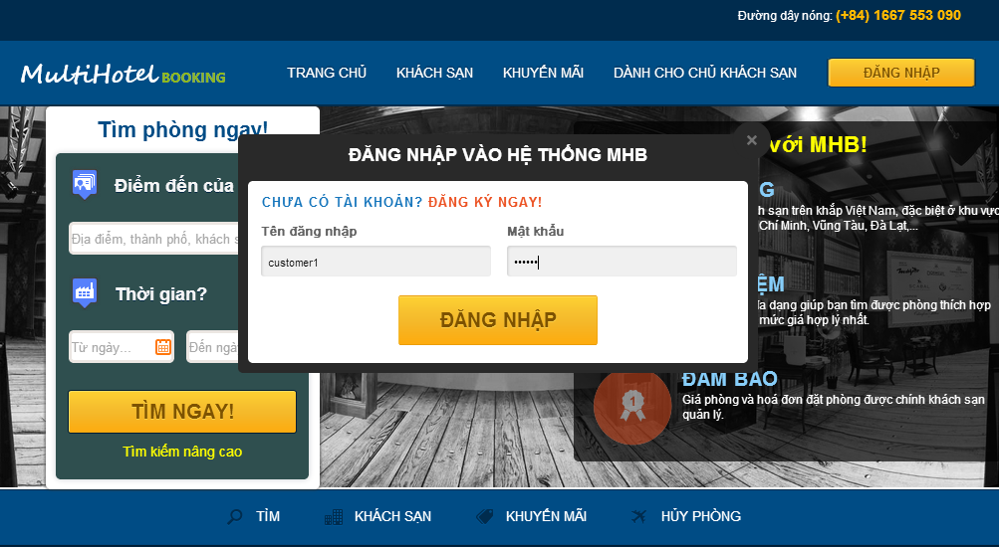 Đường dây nóng: (+84) 1667 553 090
MultiHotel BOOKING
TRANG CHỦ
KHÁCH SẠN
KHUYẾN MÃI
DÀNH CHO CHỦ KHÁCH SẠN
ĐĂNG NHẬP
Tìm phòng ngay!
Điểm đến của
Địa điểm, thành phố, khách s
Thời gian?
Từ ngày...
Đến ngà
TÌM NGAY!
Tìm kiếm nâng cao
ĐĂNG NHẬP VÀO HỆ THỐNG MHB
×
CHƯA CÓ TÀI KHOẢN? ĐĂNG KÝ NGAY!
Tên đăng nhập
Mật khẩu
customer1
••••••
ĐĂNG NHẬP
với MHB!
G
h sạn trên khắp Việt Nam, đặc biệt ở khu vực
Chí Minh, Vũng Tàu, Đà Lạt,...
ỆM
đa dạng giúp bạn tìm được phòng thích hợp
mức giá hợp lý nhất.
1
ĐẢM BẢO
Giá phòng và hoá đơn đặt phòng được chính khách sạn
quản lý.
TÌM
KHÁCH SẠN
KHUYẾN MÃI
HỦY PHÒNG